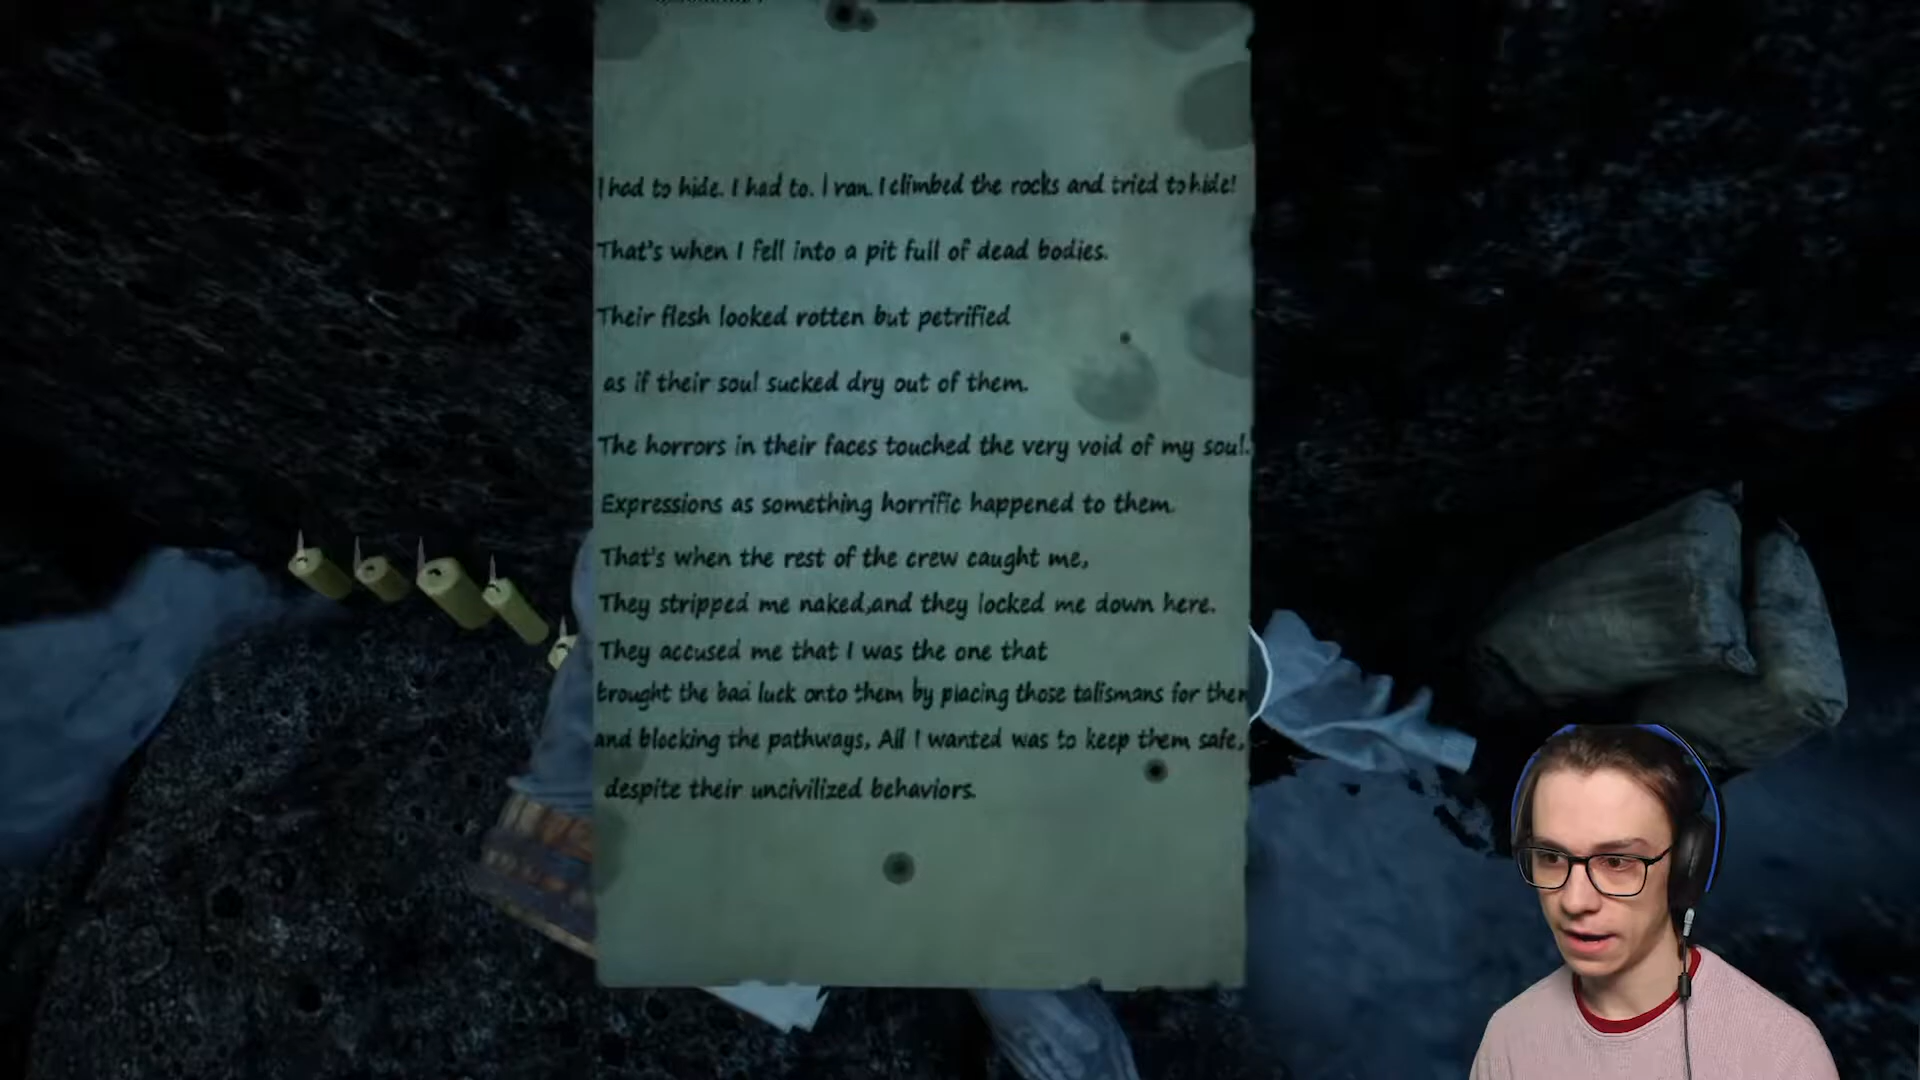 I had to hide. I had to. I ran. I climbed the rocks and tried to hide!
That's when I fell into a pit full of dead bodies.
Their flesh looked rotten but petrified
as if their soul sucked dry out of them.
The horrors in their faces touched the very void of my soul.
Expressions as something horrific happened to them.
That's when the rest of the crew caught me,
They stripped me naked,and they locked me down here.
They accused me that I was the one that
brought the bad luck onto them by placing those talismans for them
and blocking the pathways, All I wanted was to keep them safe,
despite their uncivilized behaviors.